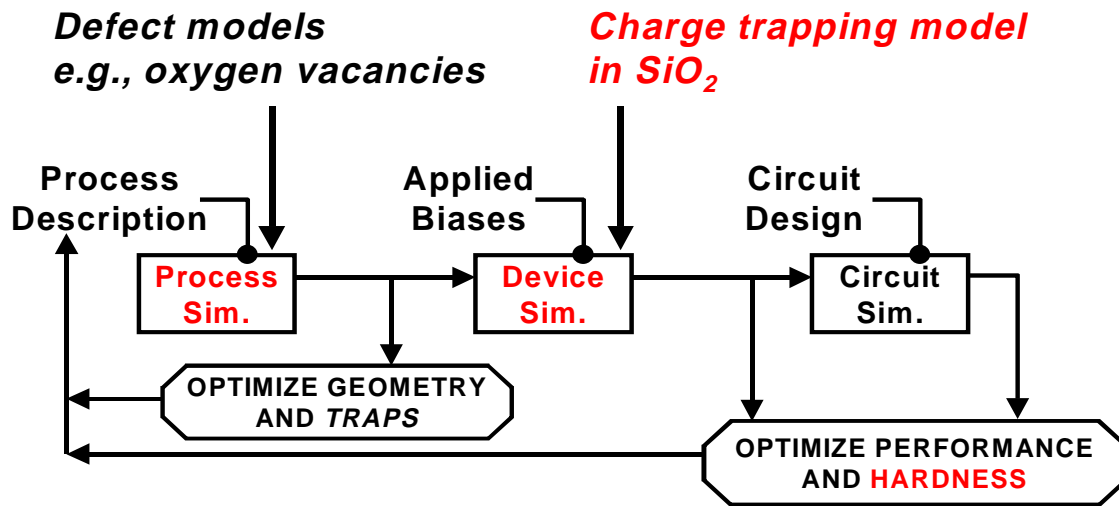 Defect models
e.g., oxygen vacancies
Charge trapping model
in SiO2
Process
Description
Applied
Biases
Circuit
Design
Process
Sim.
Device
Sim.
Circuit
Sim.
OPTIMIZE GEOMETRY
AND TRAPS
OPTIMIZE PERFORMANCE
AND HARDNESS